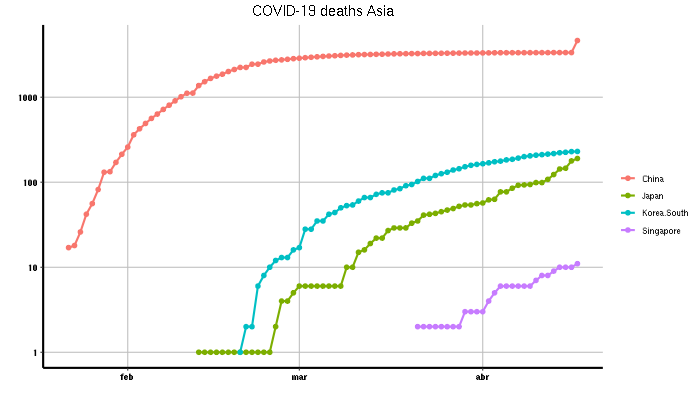 COVID-19 deaths Asia
1000
100
10
1
feb
mar
abr
China
Japan
Korea.South
Singapore